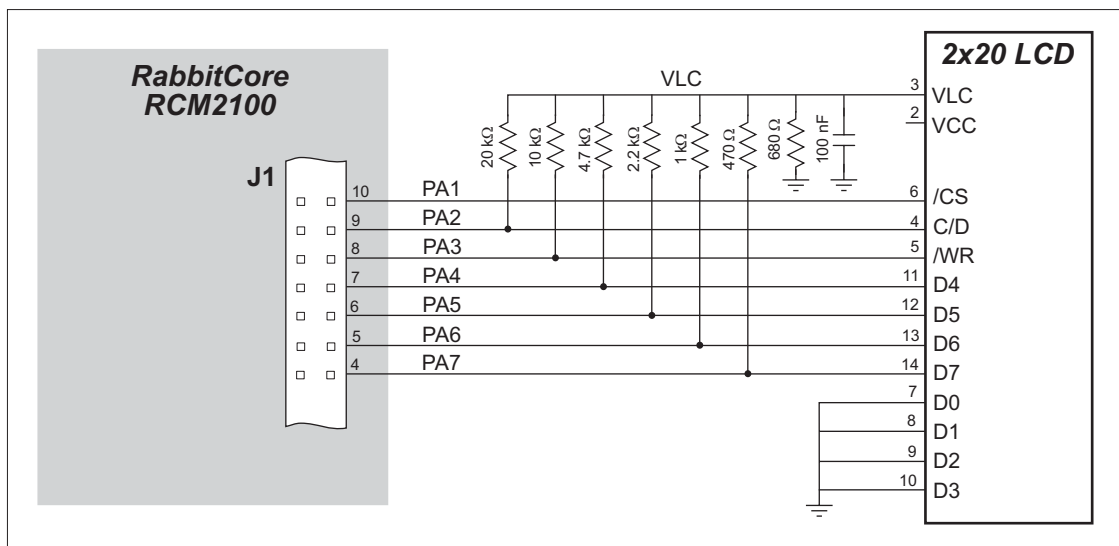 RabbitCore
RCM2100
2x20 LCD
VLC
3
VLC
2
VCC
20 kΩ
10 kΩ
4.7 kΩ
2.2 kΩ
1 kΩ
470 Ω
680 Ω
100 nF
J1
10
PA1
6
/CS
9
PA2
4
C/D
8
PA3
5
/WR
7
PA4
11
D4
6
PA5
12
D5
5
PA6
13
D6
4
PA7
14
D7
7
D0
8
D1
9
D2
10
D3